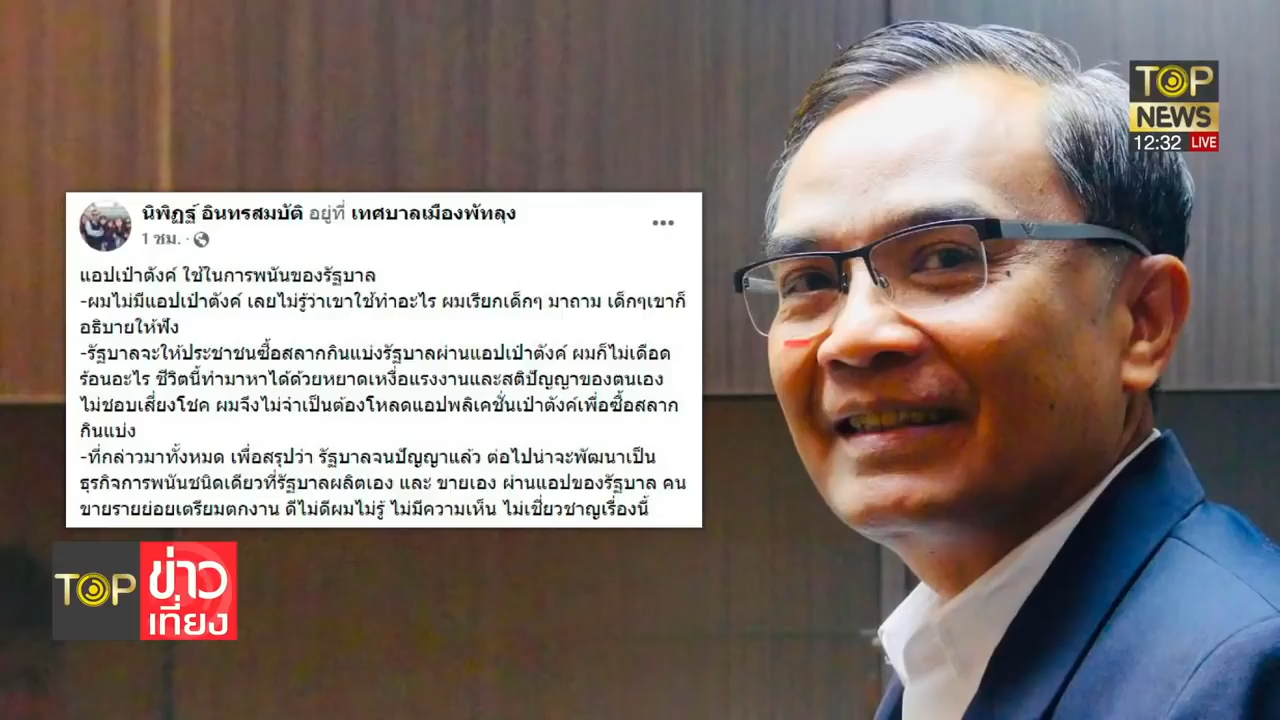 TOP
NEWS
12:32 LIVE
นิพิฏฐ์ อินทรสมบัติ อยู่ที่ เทศบาลเมืองพัทลุง
1 ชม.
แอปเป๋าตังค์ ใช้ในการพนันของรัฐบาล
-ผมไม่มีแอปเป๋าตังค์ เลยไม่รู้ว่าเขาใช้ทำอะไร ผมเรียกเด็กๆ มาถาม เด็กๆเขาก็
อธิบายให้ฟัง
-รัฐบาลจะให้ประชาชนซื้อสลากกินแบ่งรัฐบาลผ่านแอปเป๋าตังค์ ผมก็ไม่เดือด
ร้อนอะไร ชีวิตนี้ทำมาหาได้ด้วยหยาดเหงื่อแรงงานและสติปัญญาของตนเอง
ไม่ชอบเสี่ยงโชค ผมจึงไม่จำเป็นต้องโหลดแอปพลิเคชั่นเป๋าตังค์เพื่อซื้อสลาก
กินแบ่ง
-ที่กล่าวมาทั้งหมด เพื่อสรุปว่า รัฐบาลจนปัญญาแล้ว ต่อไปน่าจะพัฒนาเป็น
ธุรกิจการพนันชนิดเดียวที่รัฐบาลผลิตเอง และ ขายเอง ผ่านแอปของรัฐบาล คน
ขายรายย่อยเตรียมตกงาน ดีไม่ดีผมไม่รู้ ไม่มีความเห็น ไม่เชี่ยวชาญเรื่องนี้
TOP ข่าว
เที่ยง